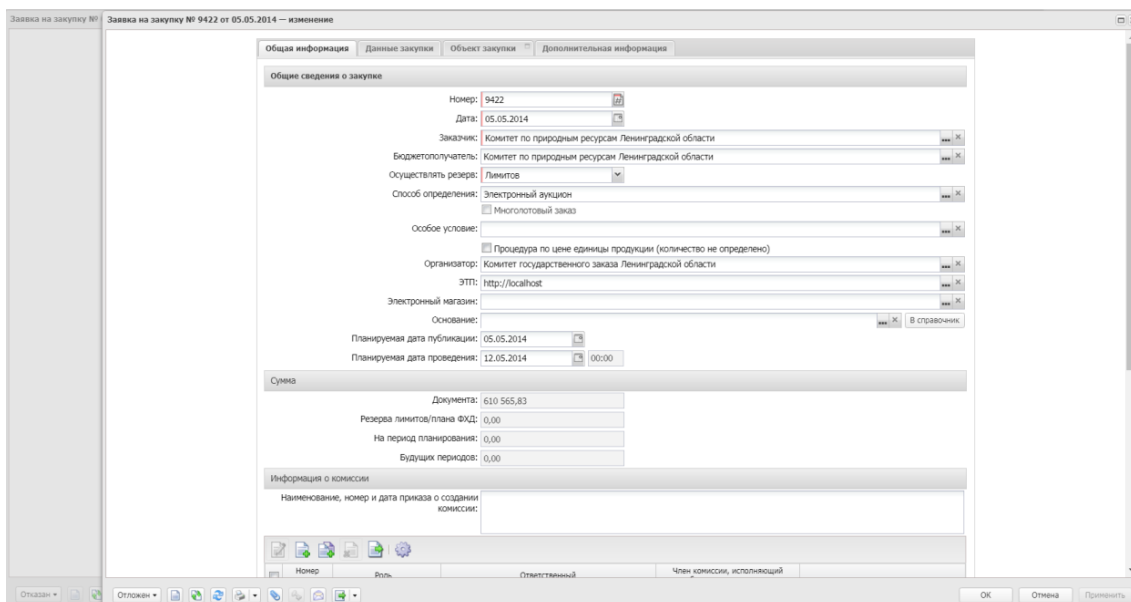 Заявка на закупку №
Заявка на закупку № 9422 от 05.05.2014 — изменение
Общая информация Данные закупки Объект закупки Дополнительная информация
Общие сведения о закупке
Номер: 9422
Дата: 05.05.2014
Заказчик: Комитет по природным ресурсам Ленинградской области
Бюджетополучатель: Комитет по природным ресурсам Ленинградской области
Осуществлять резерв: Лимитов
Способ определения: Электронный аукцион
Многолотовый заказ
Особое условие:
Процедура по цене единицы продукции (количество не определено)
Организатор: Комитет государственного заказа Ленинградской области
ЭТП: http://localhost
Электронный магазин:
Основание: В справочник
Планируемая дата публикации: 05.05.2014
Планируемая дата проведения: 12.05.2014 00:00
Сумма
Документа: 610 565,83
Резерва лимитов/плана ФХД: 0,00
На период планирования: 0,00
Будущих периодов: 0,00
Информация о комиссии
Наименование, номер и дата приказа о создании
комиссии:
Номер Роль Ответственный Член комиссии, исполняющий
Отказан Отложен OK Отмена Применить